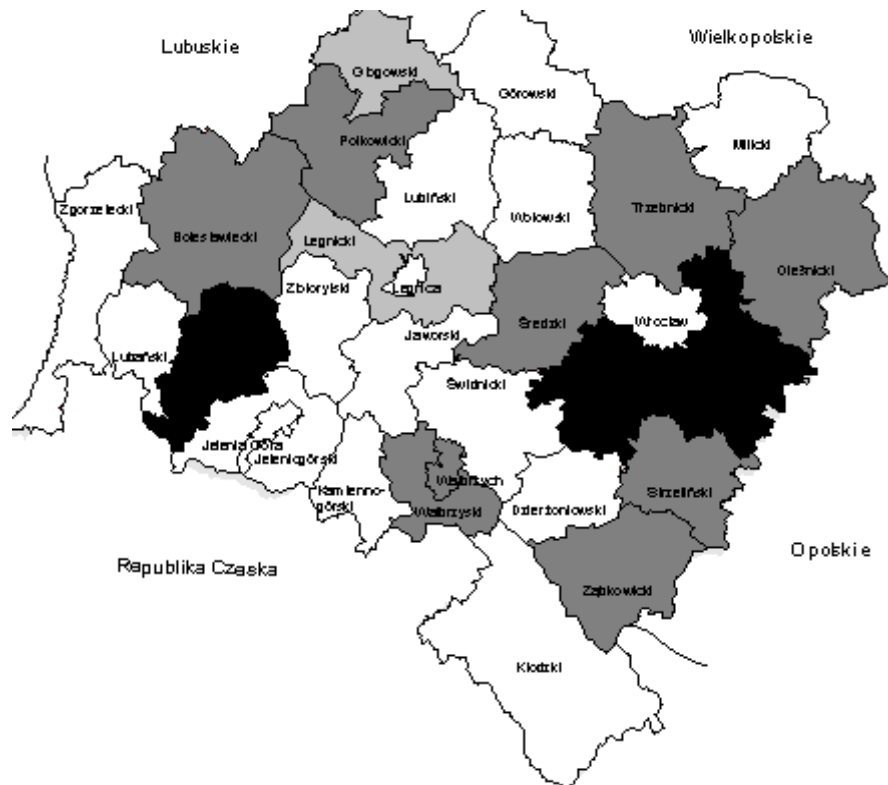 Lubuskie
Wielkopolskie
Głogowski
Górowski
Polkowicki
Milicki
Lubiński
Wołowski
Trzebnicki
Zgorzelecki
Bolesławiecki
Legnicki
Oleśnicki
Legnica
Złotoryjski
Średzki
Wrocław
Jaworski
Lubański
Świdnicki
Jelenia Góra
Jeleniogórski
Wałbrzych
Kamienno-
górski
Strzeliński
Wałbrzyski
Dzierżoniowski
Republika Czeska
Opolskie
Ząbkowicki
Kłodzki